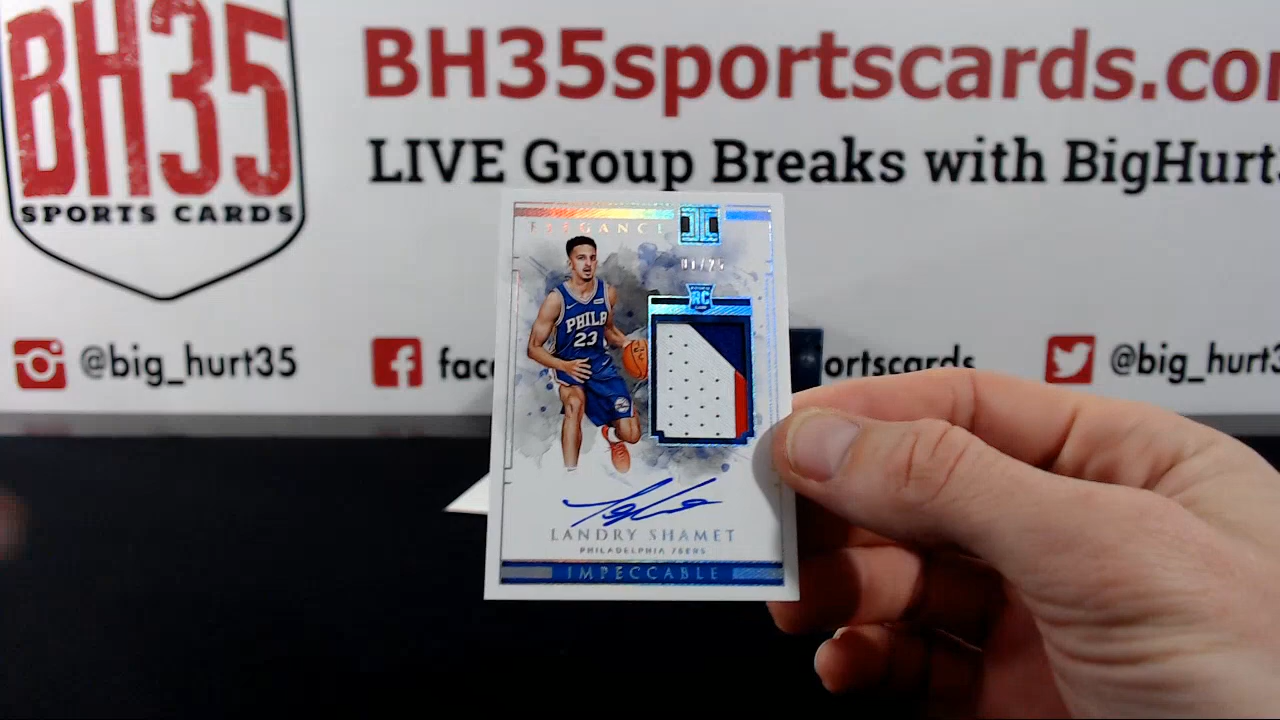 BH35
SPORTS CARDS
BH35sportscards.co
LIVE Group Breaks with BigHurt
@big_hurt35
face
ortscards
@big_hurt3
ELEGANCE
01/25
RC
PHILA
23
LANDRY SHAMET
PHILADELPHIA 76ERS
IMPECCABLE